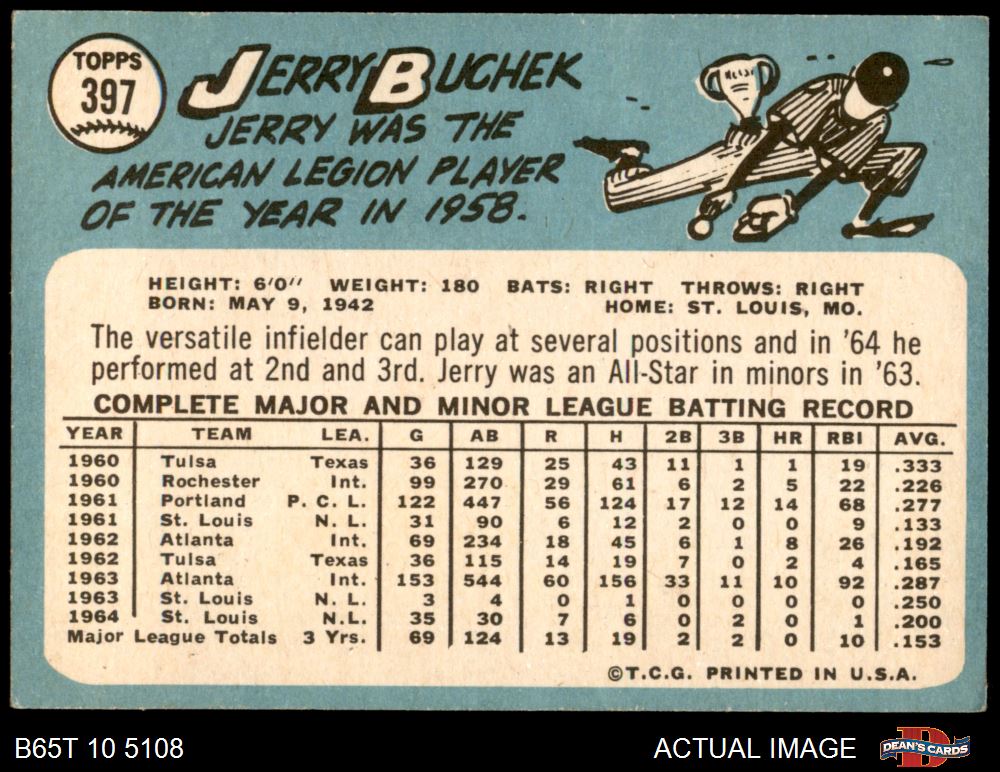 TOPPS
397
JERRY BUCHEK
JERRY WAS THE
AMERICAN LEGION PLAYER
OF THE YEAR IN 1958.
HEIGHT: 6'0" WEIGHT: 180 BATS: RIGHT THROWS: RIGHT
BORN: MAY 9, 1942 HOME: ST. LOUIS, MO.
The versatile infielder can play at several positions and in '64 he
performed at 2nd and 3rd. Jerry was an All-Star in minors in '63.
COMPLETE MAJOR AND MINOR LEAGUE BATTING RECORD
YEAR TEAM LEA. G AB R H 2B 3B HR RBI AVG.
1960 Tulsa Texas 36 129 25 43 11 1 1 19 .333
1960 Rochester Int. 99 270 29 61 6 2 5 22 .226
1961 Portland P. C. L. 122 447 56 124 17 12 14 68 .277
1961 St. Louis N. L. 31 90 6 12 2 0 0 9 .133
1962 Atlanta Int. 69 234 18 45 6 1 8 26 .192
1962 Tulsa Texas 36 115 14 19 7 0 2 4 .165
1963 Atlanta Int. 153 544 60 156 33 11 10 92 .287
1963 St. Louis N. L. 3 4 0 1 0 0 0 0 .250
1964 St. Louis N.L. 35 30 7 6 0 2 0 1 .200
Major League Totals 3 Yrs. 69 124 13 19 2 2 0 10 .153
©T.C.G. PRINTED IN U.S.A.
B65T 10 5108 ACTUAL IMAGE DEAN'S CARDS